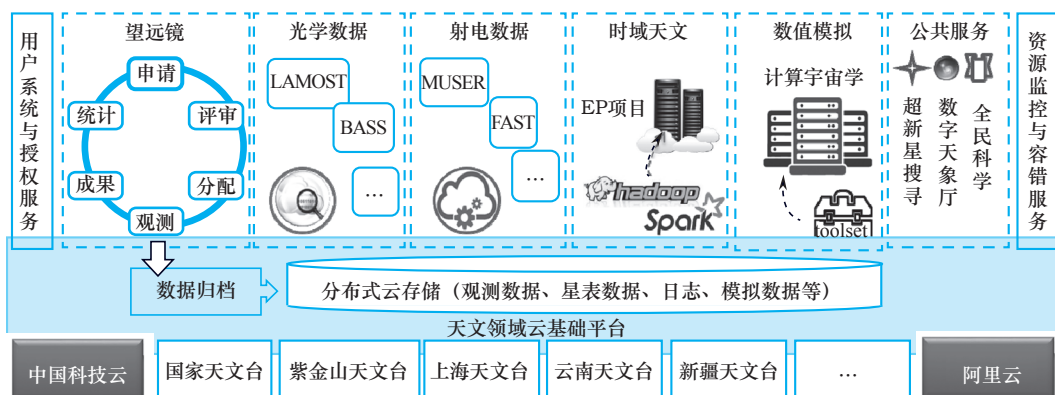 用户系统与授权服务
望远镜
申请
统计
评审
成果
分配
观测
光学数据
LAMOST
BASS
…
射电数据
MUSER
FAST
…
时域天文
EP项目
hadoop
Spark
数值模拟
计算宇宙学
toolset
公共服务
超新星搜寻
数字天象厅
全民科学
资源监控与容错服务
数据归档
分布式云存储（观测数据、星表数据、日志、模拟数据等）
天文领域云基础平台
中国科技云
国家天文台
紫金山天文台
上海天文台
云南天文台
新疆天文台
…
阿里云